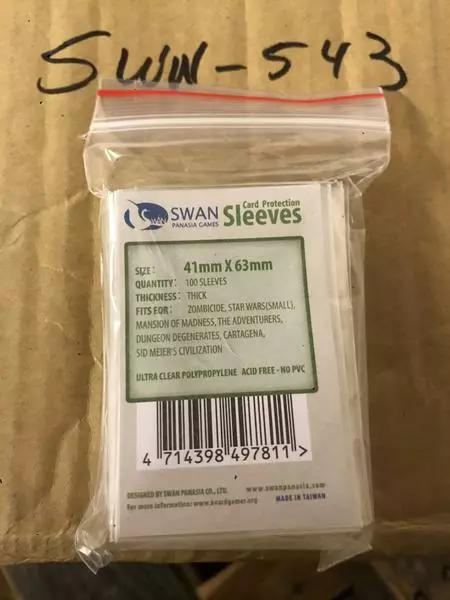 SWN-543
Card Protection
SWAN Sleeves
PANASIA GAMES
SIZE: 41mm X 63mm
QUANTITY: 100 SLEEVES
THICKNESS: THICK
FITS FOR: ZOMBICIDE, STAR WARS(SMALL),
MANSION OF MADNESS, THE ADVENTURERS,
DUNGEON DEGENERATES, CARTAGENA,
SID MEIER'S CIVILIZATION
ULTRA CLEAR POLYPROPYLENE ACID FREE - NO PVC
4 714398 497811 >
DESIGNED BY SWAN PANASIA CO., LTD. www.swanpanasia.com
For more information: www.boardgamer.org MADE IN TAIWAN